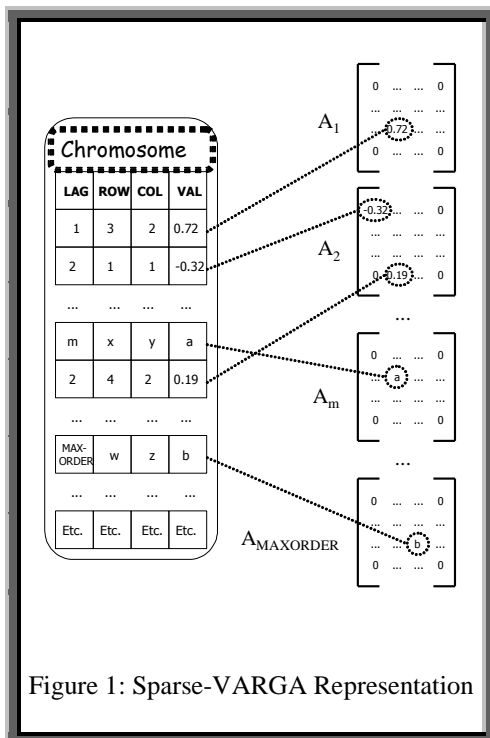 Chromosome
LAG ROW COL VAL
1 3 2 0.72
2 1 1 -0.32
... ... ... ...
m x y a
2 4 2 0.19
... ... ... ...
MAX-
ORDER w z b
... ... ... ...
Etc. Etc. Etc. Etc.
A1
0 ... ... 0
... ... ... ...
... 0.72 ... ...
0 ... ... 0
A2
-0.32 ... ... 0
... ... ... ...
... ... ... ...
0 0.19 ... 0
...
Am
0 ... ... 0
... a ... ...
... ... ... ...
0 ... ... 0
...
AMAXORDER
0 ... ... 0
... ... ... ...
... ... b ...
0 ... ... 0
Figure 1: Sparse-VARGA Representation